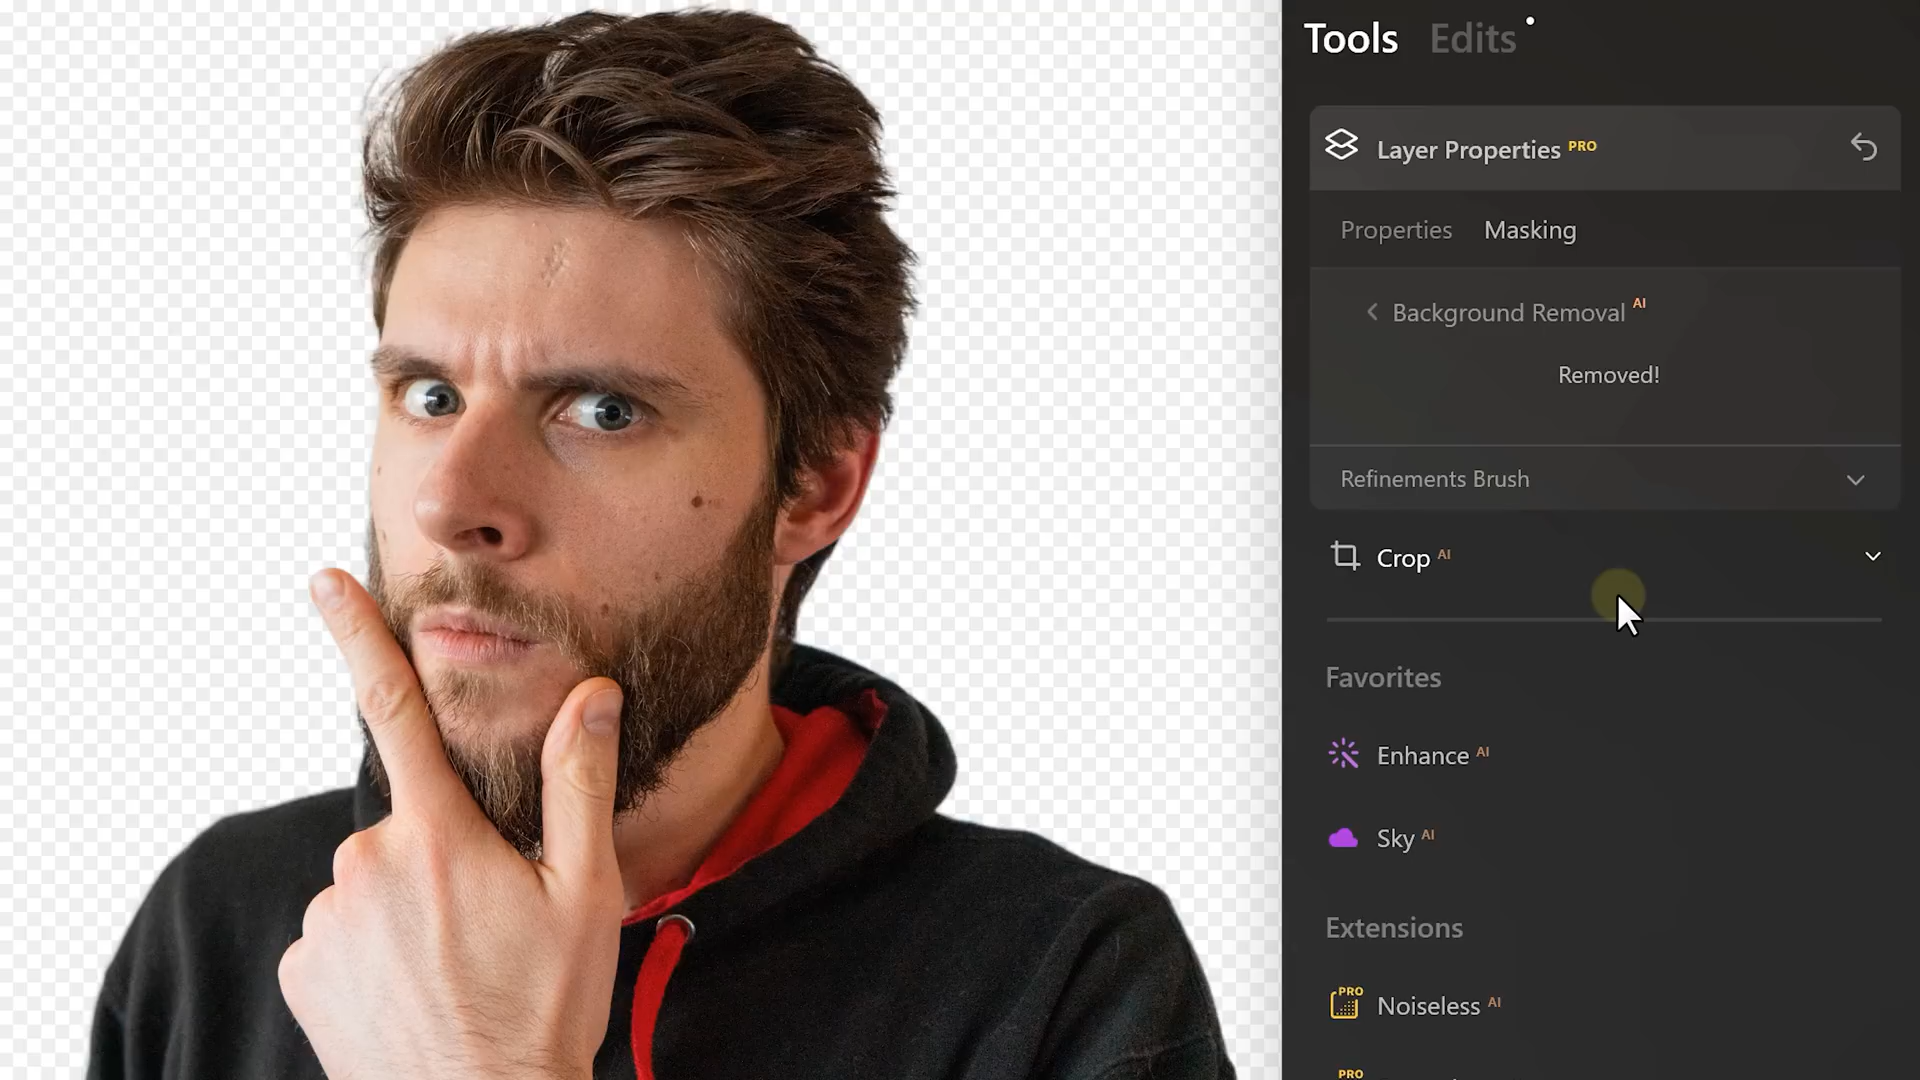 Tools Edits
Layer Properties PRO
Properties Masking
Background Removal AI
Removed!
Refinements Brush
Crop AI
Favorites
Enhance AI
Sky AI
Extensions
PRO
Noiseless AI
PRO